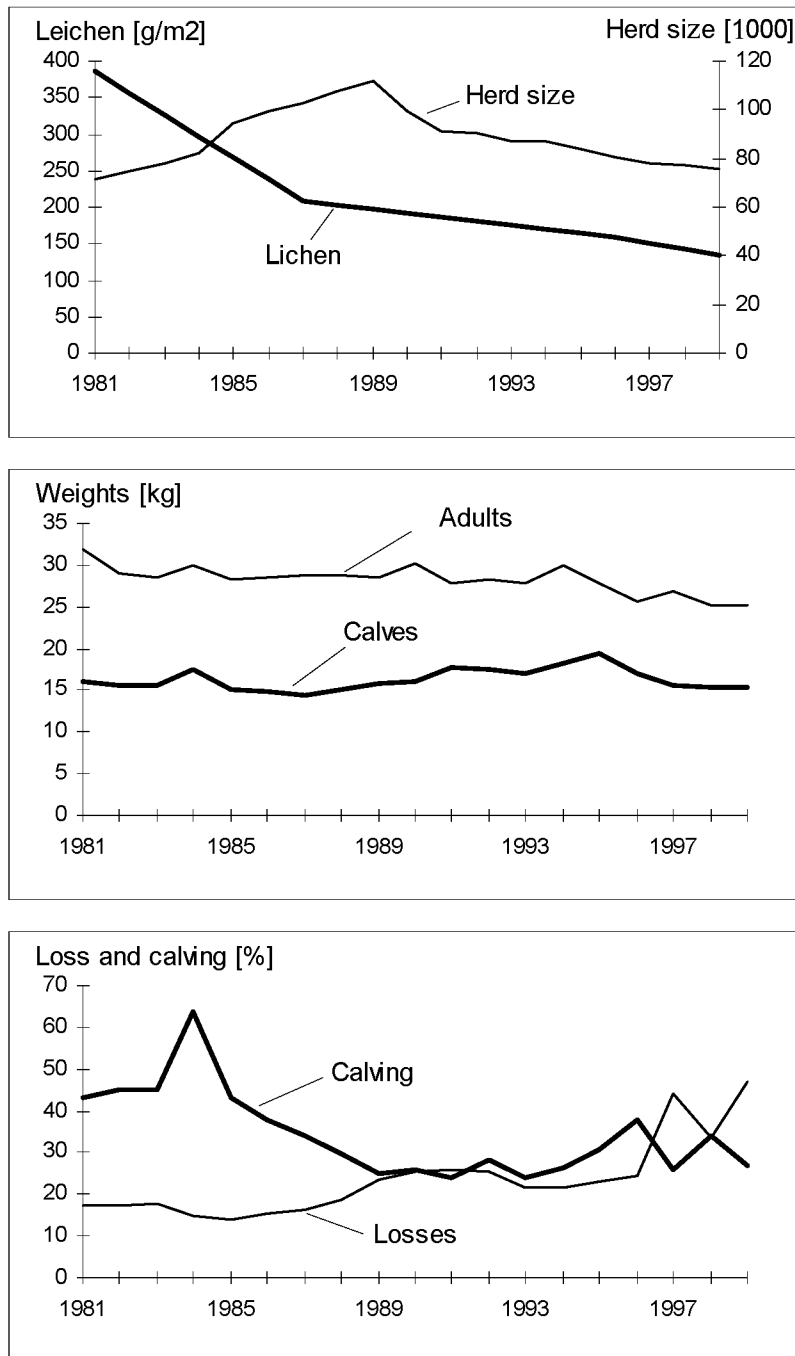 Leichen [g/m2] Herd size [1000]
400 120
350
300 100
250 80
200 60
150
100 40
50 20
0 0
Herd size
Lichen
1981 1985 1989 1993 1997
Weights [kg]
35
30
25
20
15
10
5
0
Adults
Calves
1981 1985 1989 1993 1997
Loss and calving [%]
70
60
50
40
30
20
10
0
Calving
Losses
1981 1985 1989 1993 1997